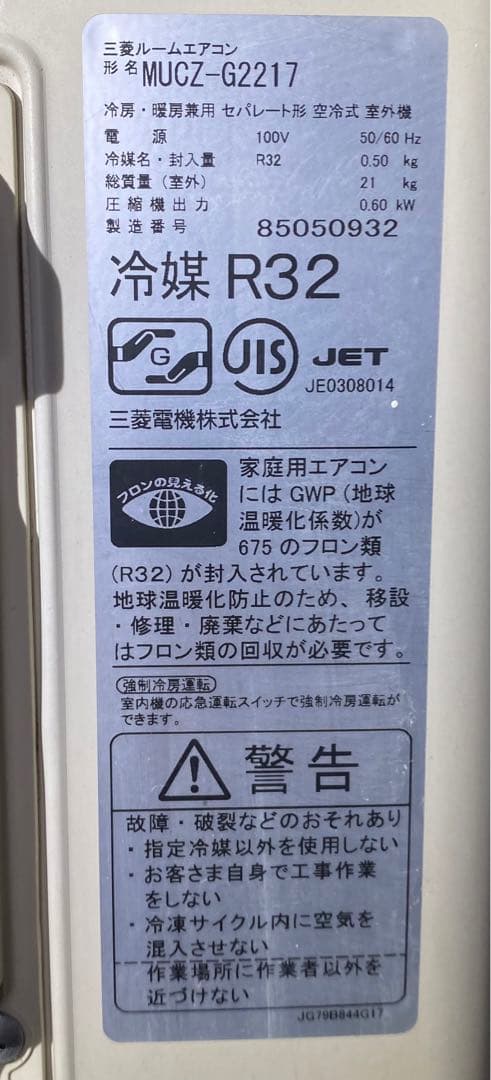 三菱ルームエアコン
形名 MUCZ-G2217
冷房・暖房兼用 セパレート形 空冷式 室外機
電源 100V 50/60 Hz
冷媒名・封入量 R32 0.50 kg
総質量（室外） 21 kg
圧縮機出力 0.60 kW
製造番号 85050932
冷媒 R32
G
JIS
JET
JE0308014
三菱電機株式会社
フロンの見える化
家庭用エアコン
には GWP（地球
温暖化係数）が
675 のフロン類
（R32）が封入されています。
地球温暖化防止のため、移設
・修理・廃棄などにあたって
はフロン類の回収が必要です。
強制冷房運転
室内機の応急運転スイッチで強制冷房運転が
できます。
警告
故障・破裂などのおそれあり
・指定冷媒以外を使用しない
・お客さま自身で工事作業
をしない
・冷凍サイクル内に空気を
混入させない
作業場所に作業者以外を
近づけない
JG79B844G17